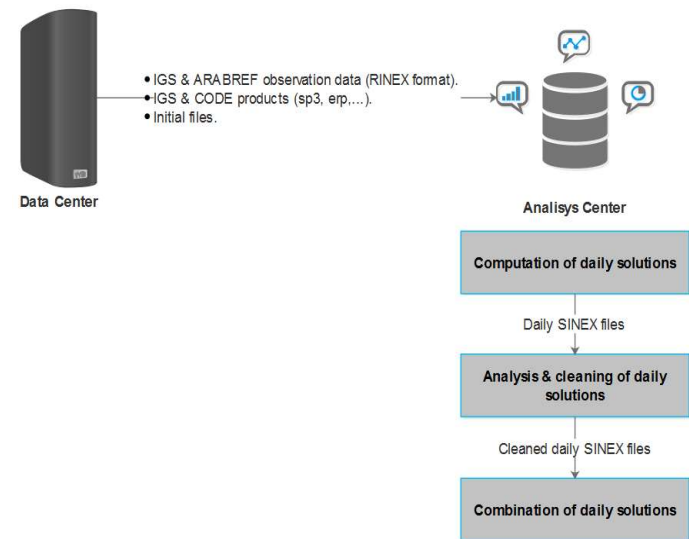 • IGS & ARABREF observation data (RINEX format).
• IGS & CODE products (sp3, erp,...).
• Initial files.
Data Center
Analisys Center
Computation of daily solutions
Daily SINEX files
Analysis & cleaning of daily
solutions
Cleaned daily SINEX files
Combination of daily solutions